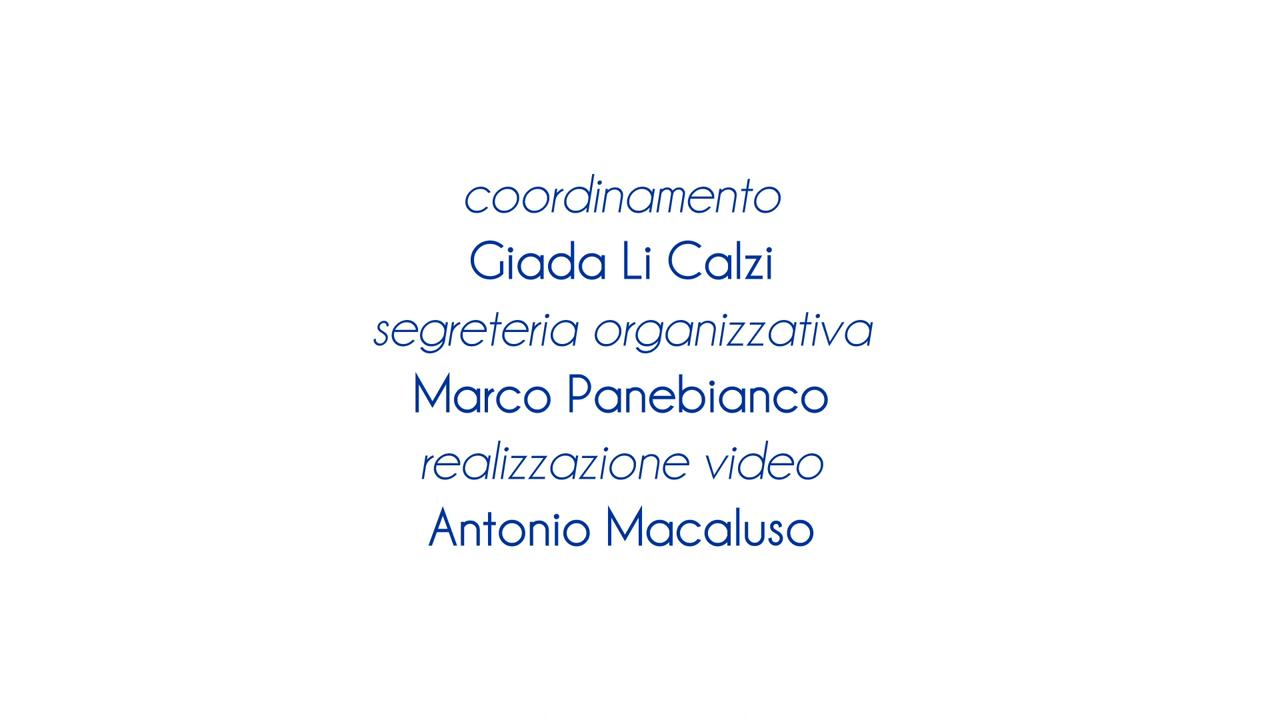 coordinamento
Giada Li Calzi
segreteria organizzativa
Marco Panebianco
realizzazione video
Antonio Macaluso